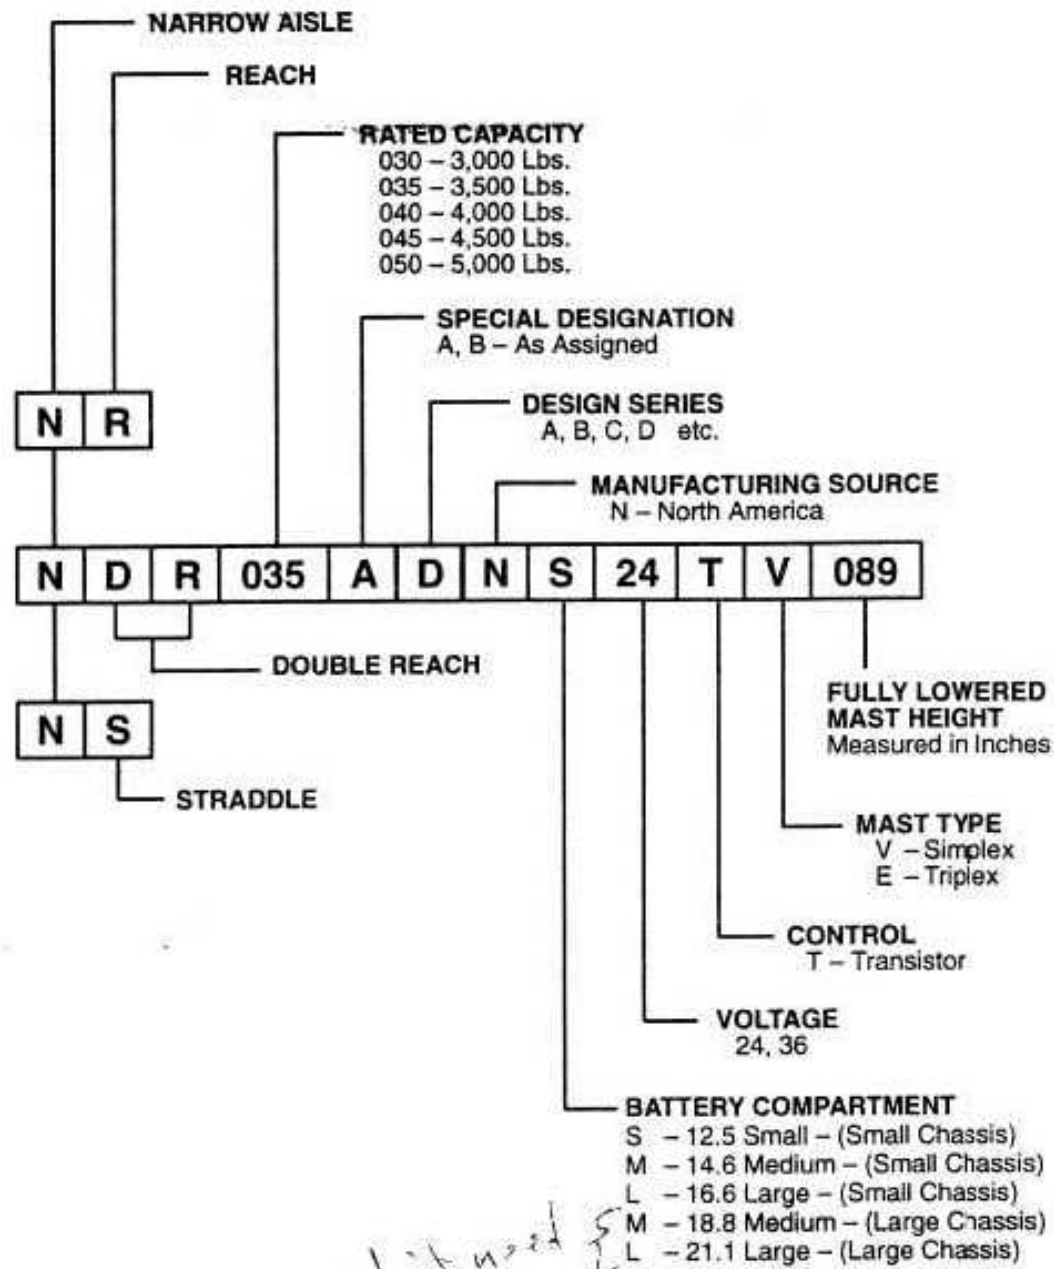 NARROW AISLE
REACH
RATED CAPACITY
030 – 3,000 Lbs.
035 – 3,500 Lbs.
040 – 4,000 Lbs.
045 – 4,500 Lbs.
050 – 5,000 Lbs.
SPECIAL DESIGNATION
A, B – As Assigned
DESIGN SERIES
A, B, C, D etc.
N R
MANUFACTURING SOURCE
N – North America
N D R 035 A D N S 24 T V 089
DOUBLE REACH
FULLY LOWERED
MAST HEIGHT
Measured in Inches
N S
STRADDLE
MAST TYPE
V – Simplex
E – Triplex
CONTROL
T – Transistor
VOLTAGE
24, 36
BATTERY COMPARTMENT
S – 12.5 Small – (Small Chassis)
M – 14.6 Medium – (Small Chassis)
L – 16.6 Large – (Small Chassis)
M – 18.8 Medium – (Large Chassis)
L – 21.1 Large – (Large Chassis)
used